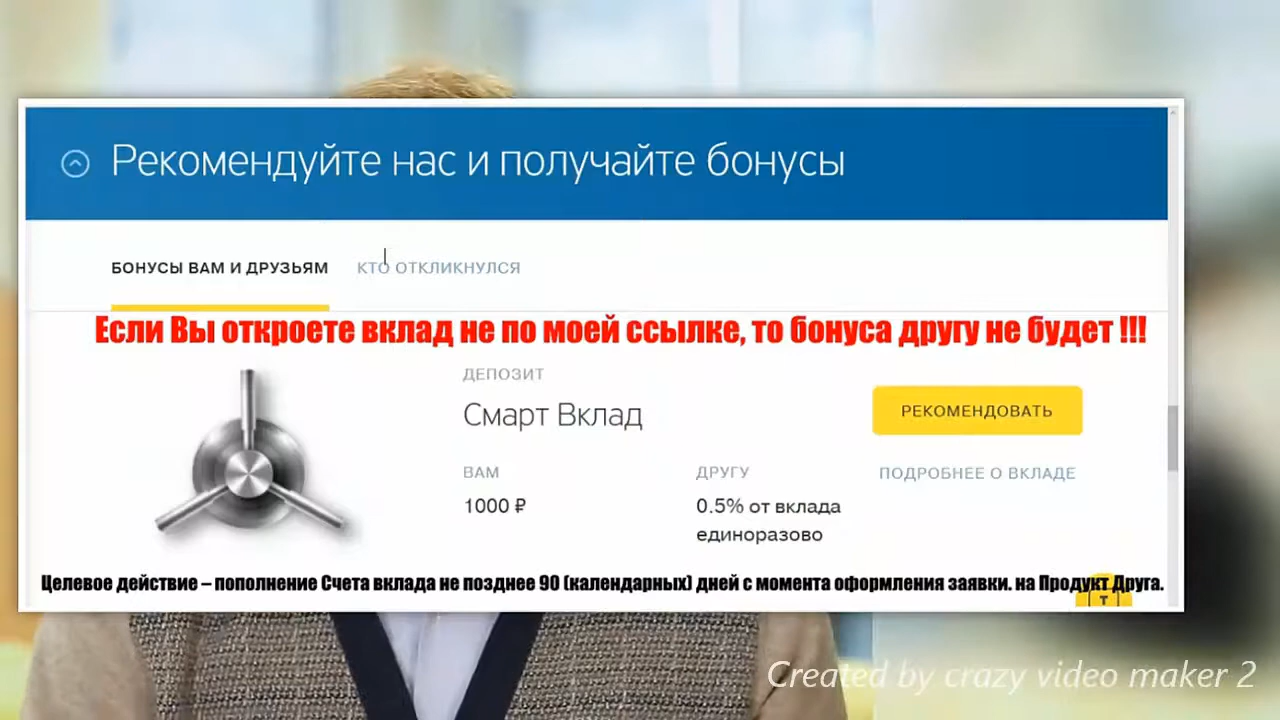 Рекомендуйте нас и получайте бонусы
БОНУСЫ ВАМ И ДРУЗЬЯМ КТО ОТКЛИКНУЛСЯ
Если Вы откроете вклад не по моей ссылке, то бонуса другу не будет !!!
ДЕПОЗИТ
Смарт Вклад
РЕКОМЕНДОВАТЬ
ВАМ
1000 ₽
ДРУГУ
0.5% от вклада
единоразово
ПОДРОБНЕЕ О ВКЛАДЕ
Целевое действие – пополнение Счета вклада не позднее 90 (календарных) дней с момента оформления заявки. на Продукт Друга.
Т
Created by crazy video maker 2